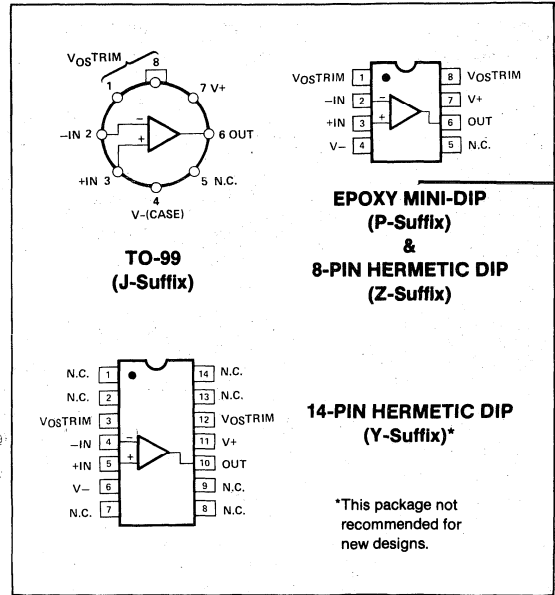 VOSTRIM
1
8
7 V+
-IN 2
6 OUT
+IN 3
5 N.C.
4
V-(CASE)
- +
TO-99
(J-Suffix)
VOSTRIM 1
8 VOSTRIM
-IN 2
7 V+
+IN 3
6 OUT
V- 4
5 N.C.
- +
EPOXY MINI-DIP
(P-Suffix)
&
8-PIN HERMETIC DIP
(Z-Suffix)
N.C. 1
14 N.C.
N.C. 2
13 N.C.
VOSTRIM 3
12 VOSTRIM
-IN 4
11 V+
+IN 5
10 OUT
V- 6
9 N.C.
N.C. 7
8 N.C.
- +
14-PIN HERMETIC DIP
(Y-Suffix)*
*This package not
recommended for
new designs.